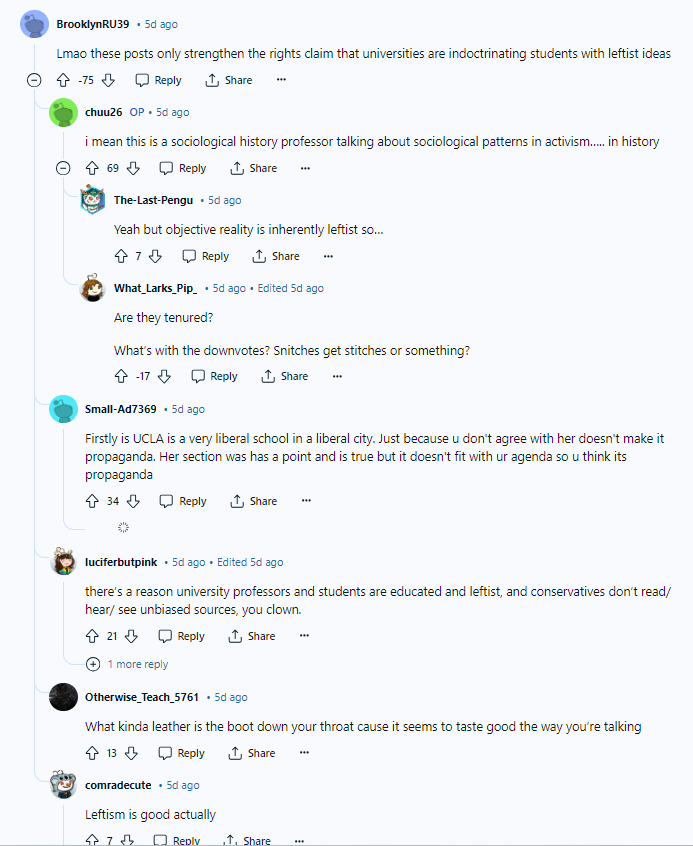 BrooklynRU39 • 5d ago
Lmao these posts only strengthen the rights claim that universities are indoctrinating students with leftist ideas
-75 Reply Share ...
chuu26 OP • 5d ago
i mean this is a sociological history professor talking about sociological patterns in activism..... in history
69 Reply Share ...
The-Last-Pengu • 5d ago
Yeah but objective reality is inherently leftist so...
7 Reply Share ...
What_Larks_Pip_ • 5d ago • Edited 5d ago
Are they tenured?
What's with the downvotes? Snitches get stitches or something?
-17 Reply Share ...
Small-Ad7369 • 5d ago
Firstly is UCLA is a very liberal school in a liberal city. Just because u don't agree with her doesn't make it
propaganda. Her section was has a point and is true but it doesn't fit with ur agenda so u think its
propaganda
34 Reply Share ...
luciferbutpink • 5d ago • Edited 5d ago
there's a reason university professors and students are educated and leftist, and conservatives don't read/
hear/ see unbiased sources, you clown.
21 Reply Share ...
1 more reply
Otherwise_Teach_5761 • 5d ago
What kinda leather is the boot down your throat cause it seems to taste good the way you're talking
13 Reply Share ...
comradecute • 5d ago
Leftism is good actually
7 Reply Share ...